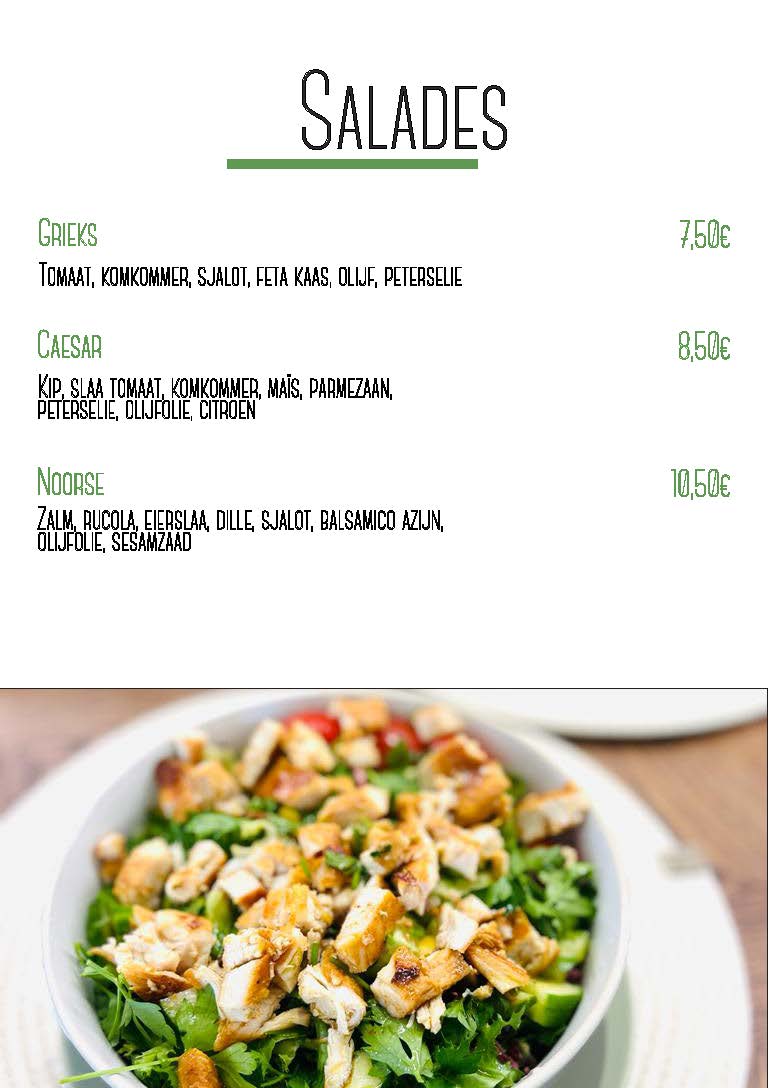 Salades
Grieks 7,50€
Tomaat, komkommer, sjalot, feta kaas, olijf, peterselie
Caesar 8,50€
Kip, slaa tomaat, komkommer, maïs, parmezaan,
peterselie, olijfolie, citroen
Noorse 10,50€
Zalm, rucola, eierslaa, dille, sjalot, balsamico azijn,
olijfolie, sesamzaad